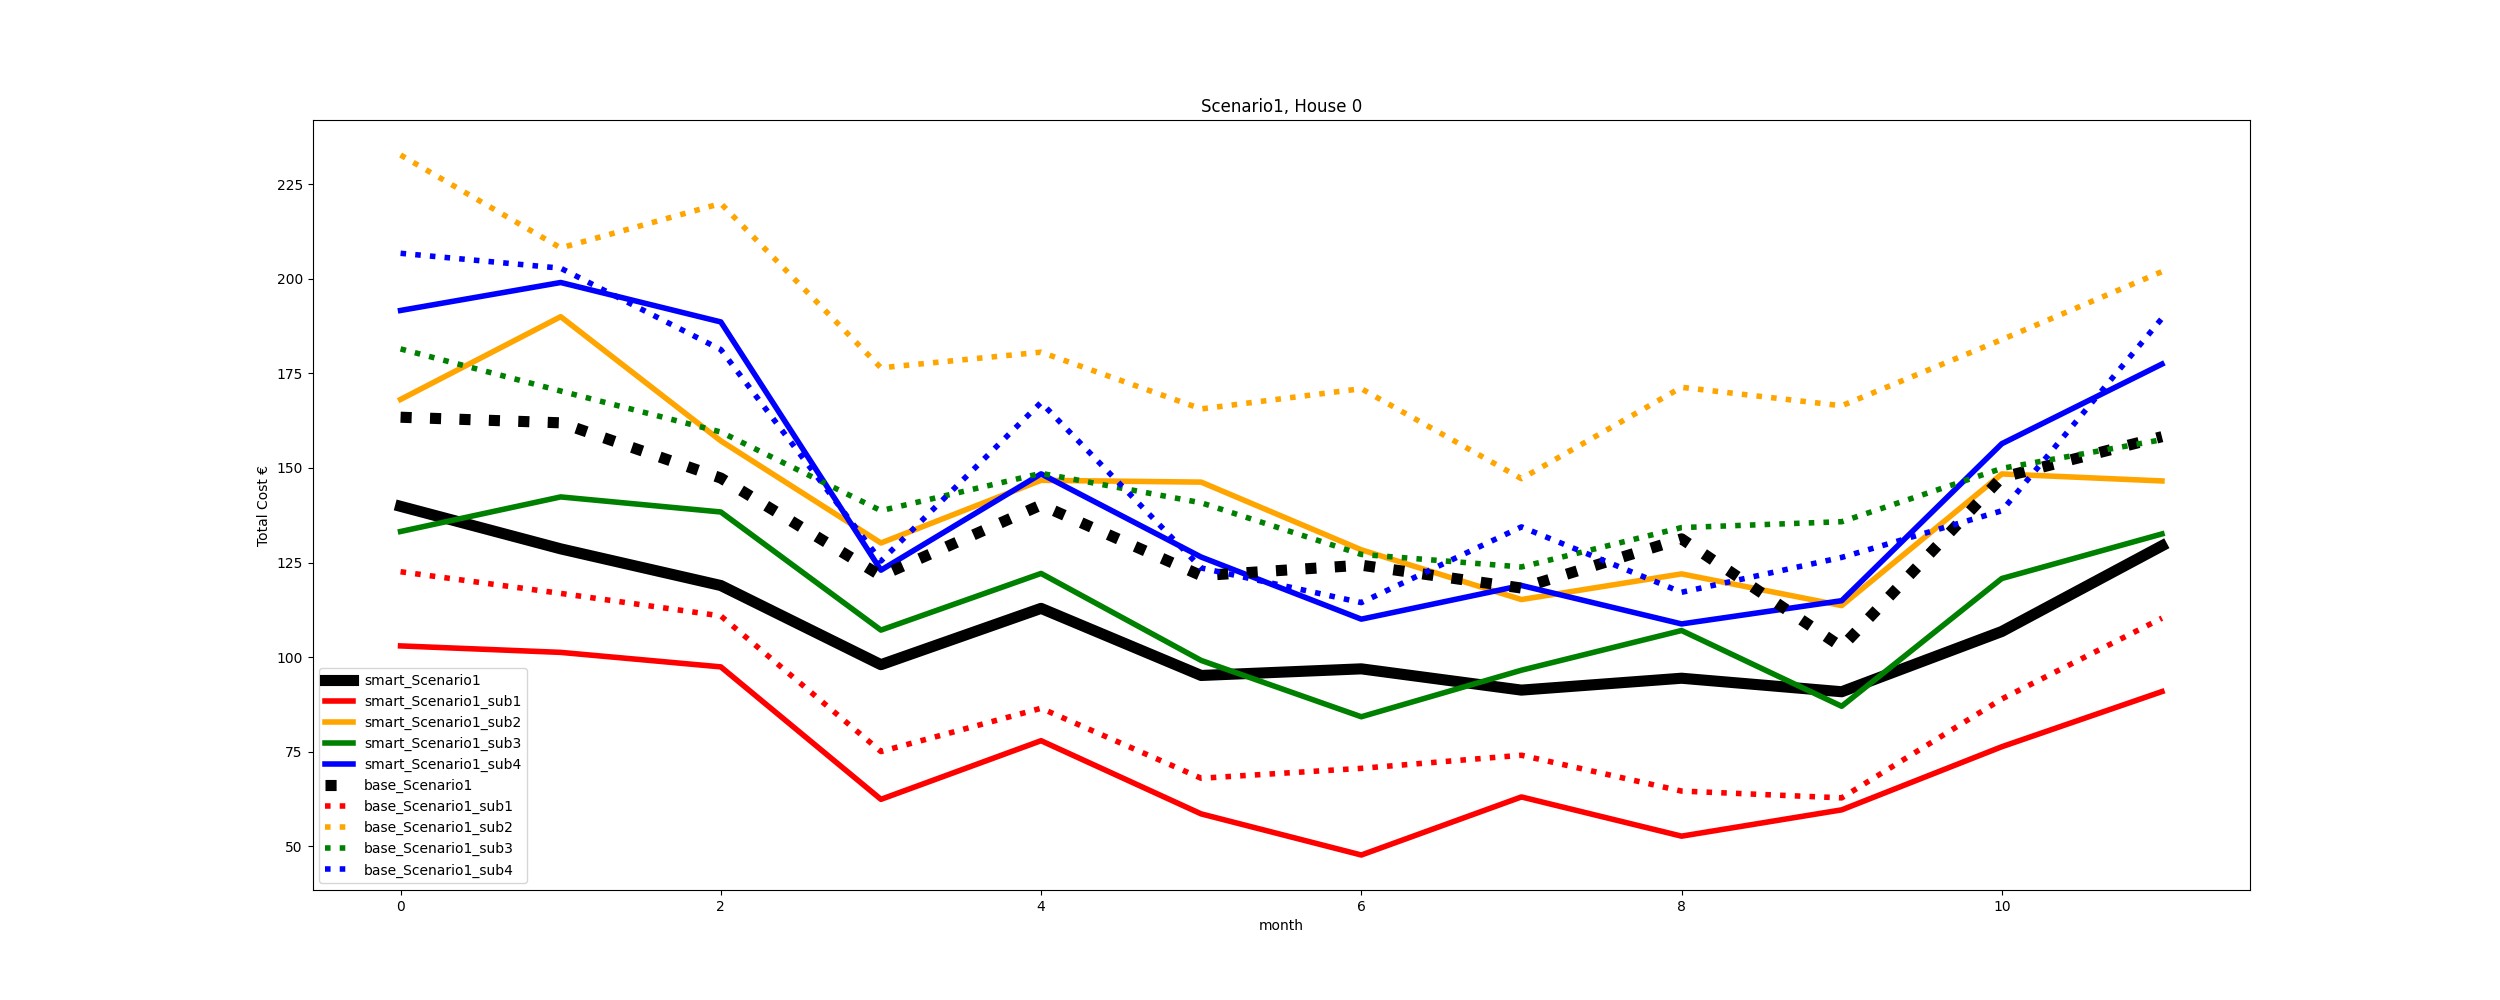 Scenario1, House 0
Total Cost €
225
200
175
150
125
100
75
50
smart_Scenario1
smart_Scenario1_sub1
smart_Scenario1_sub2
smart_Scenario1_sub3
smart_Scenario1_sub4
base_Scenario1
base_Scenario1_sub1
base_Scenario1_sub2
base_Scenario1_sub3
base_Scenario1_sub4
0 2 4 6 8 10
month